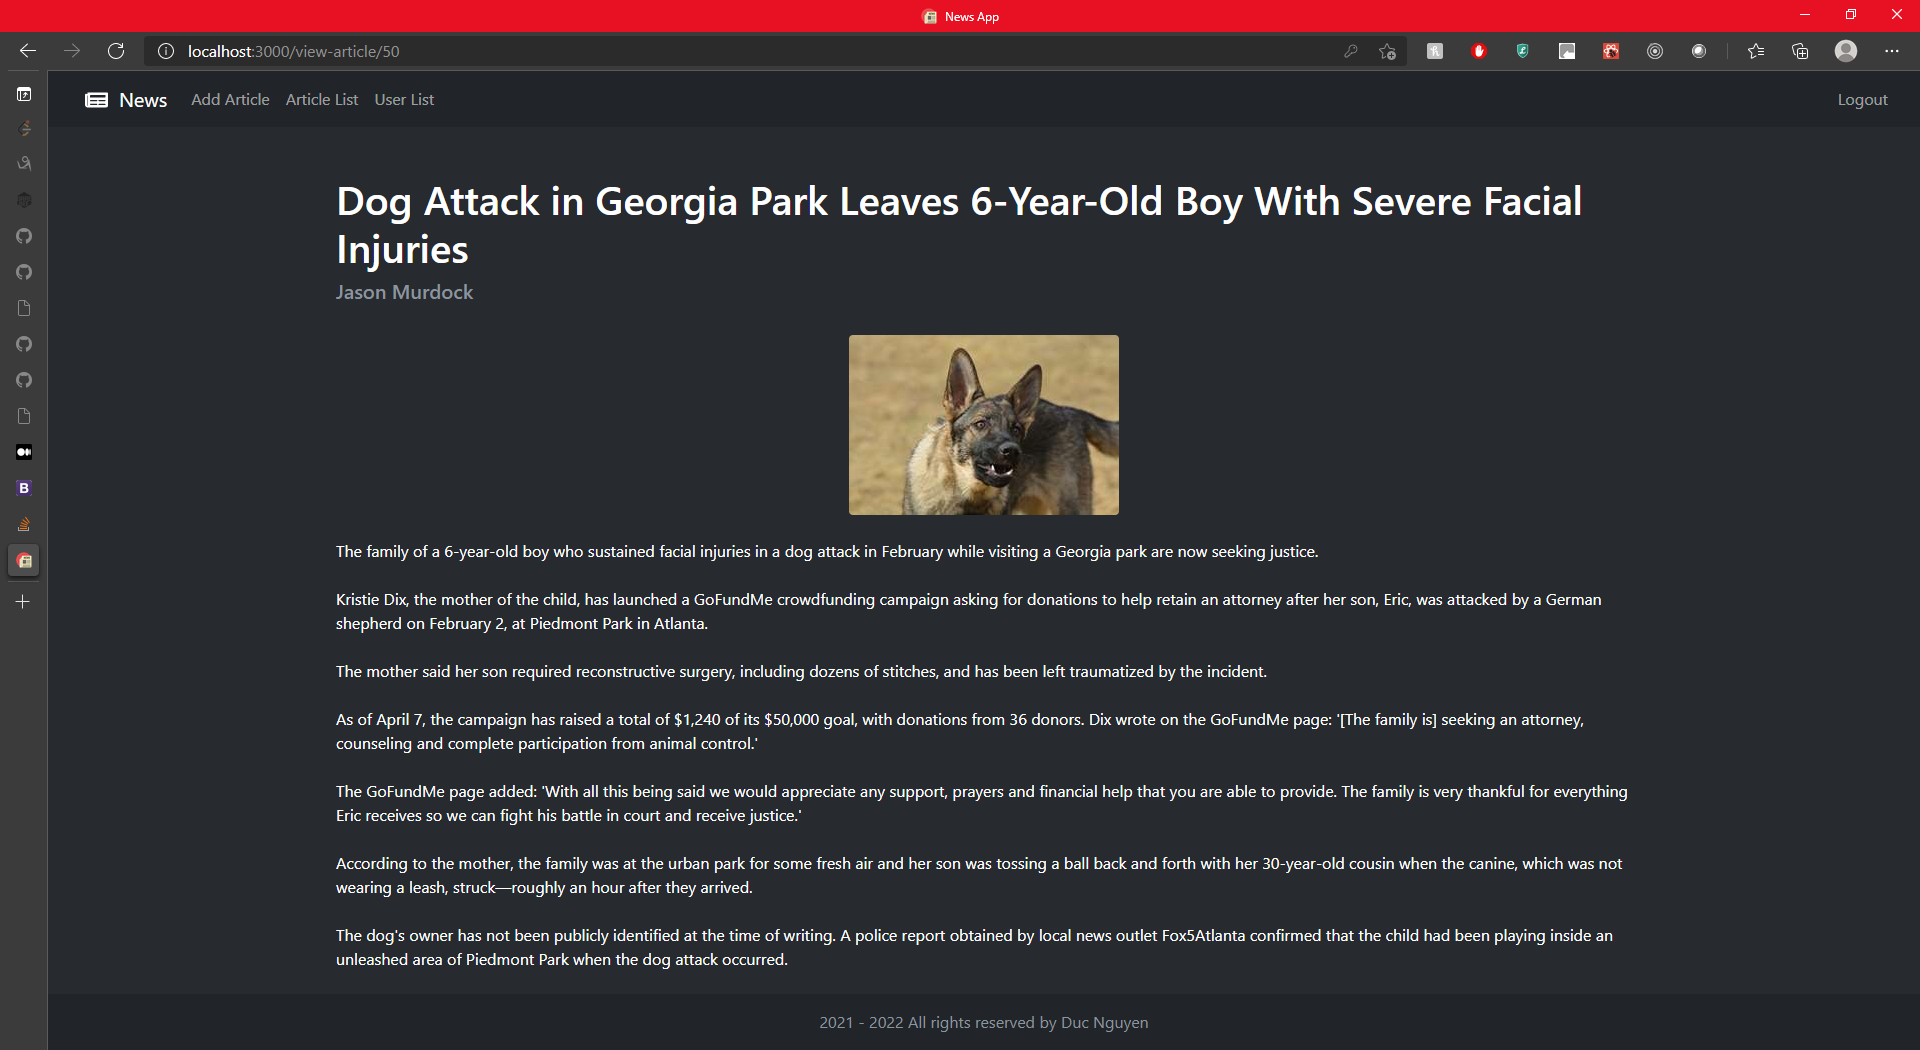 News App
localhost:3000/view-article/50
News Add Article Article List User List Logout
Dog Attack in Georgia Park Leaves 6-Year-Old Boy With Severe Facial
Injuries
Jason Murdock
B
The family of a 6-year-old boy who sustained facial injuries in a dog attack in February while visiting a Georgia park are now seeking justice.
Kristie Dix, the mother of the child, has launched a GoFundMe crowdfunding campaign asking for donations to help retain an attorney after her son, Eric, was attacked by a German
shepherd on February 2, at Piedmont Park in Atlanta.
The mother said her son required reconstructive surgery, including dozens of stitches, and has been left traumatized by the incident.
As of April 7, the campaign has raised a total of $1,240 of its $50,000 goal, with donations from 36 donors. Dix wrote on the GoFundMe page: '[The family is] seeking an attorney,
counseling and complete participation from animal control.'
The GoFundMe page added: 'With all this being said we would appreciate any support, prayers and financial help that you are able to provide. The family is very thankful for everything
Eric receives so we can fight his battle in court and receive justice.'
According to the mother, the family was at the urban park for some fresh air and her son was tossing a ball back and forth with her 30-year-old cousin when the canine, which was not
wearing a leash, struck—roughly an hour after they arrived.
The dog's owner has not been publicly identified at the time of writing. A police report obtained by local news outlet Fox5Atlanta confirmed that the child had been playing inside an
unleashed area of Piedmont Park when the dog attack occurred.
2021 - 2022 All rights reserved by Duc Nguyen